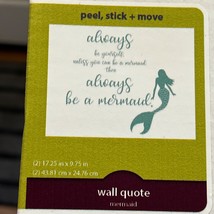 peel, stick + move
always
be yourself.
unless you can be a mermaid.
then
always
be a mermaid.
(2) 17.25 in x 9.75 in
(2) 43.81 cm x 24.76 cm
wall quote
mermaid